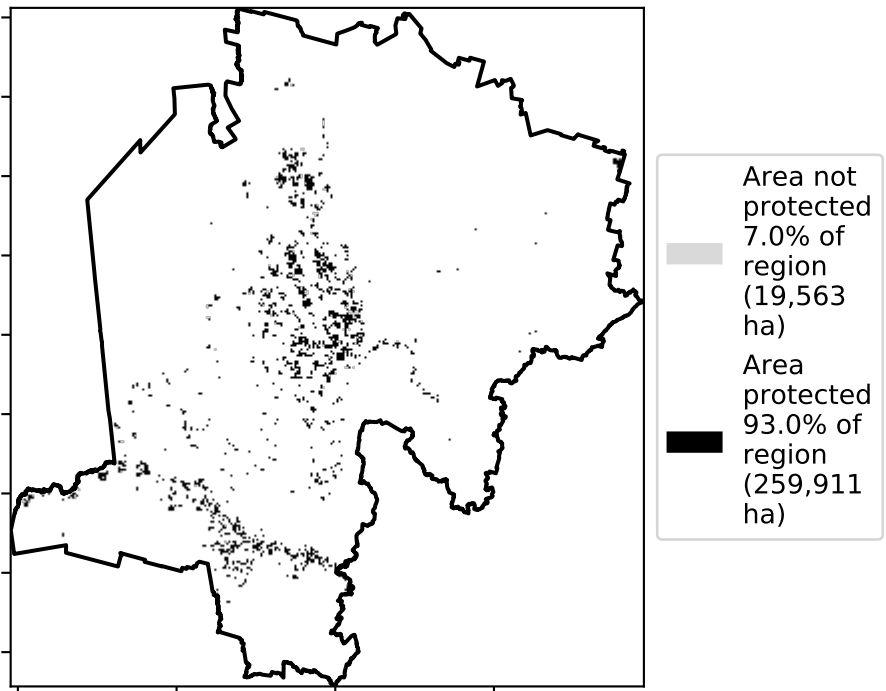 Area not
protected
7.0% of
region
(19,563
ha)
Area
protected
93.0% of
region
(259,911
ha)